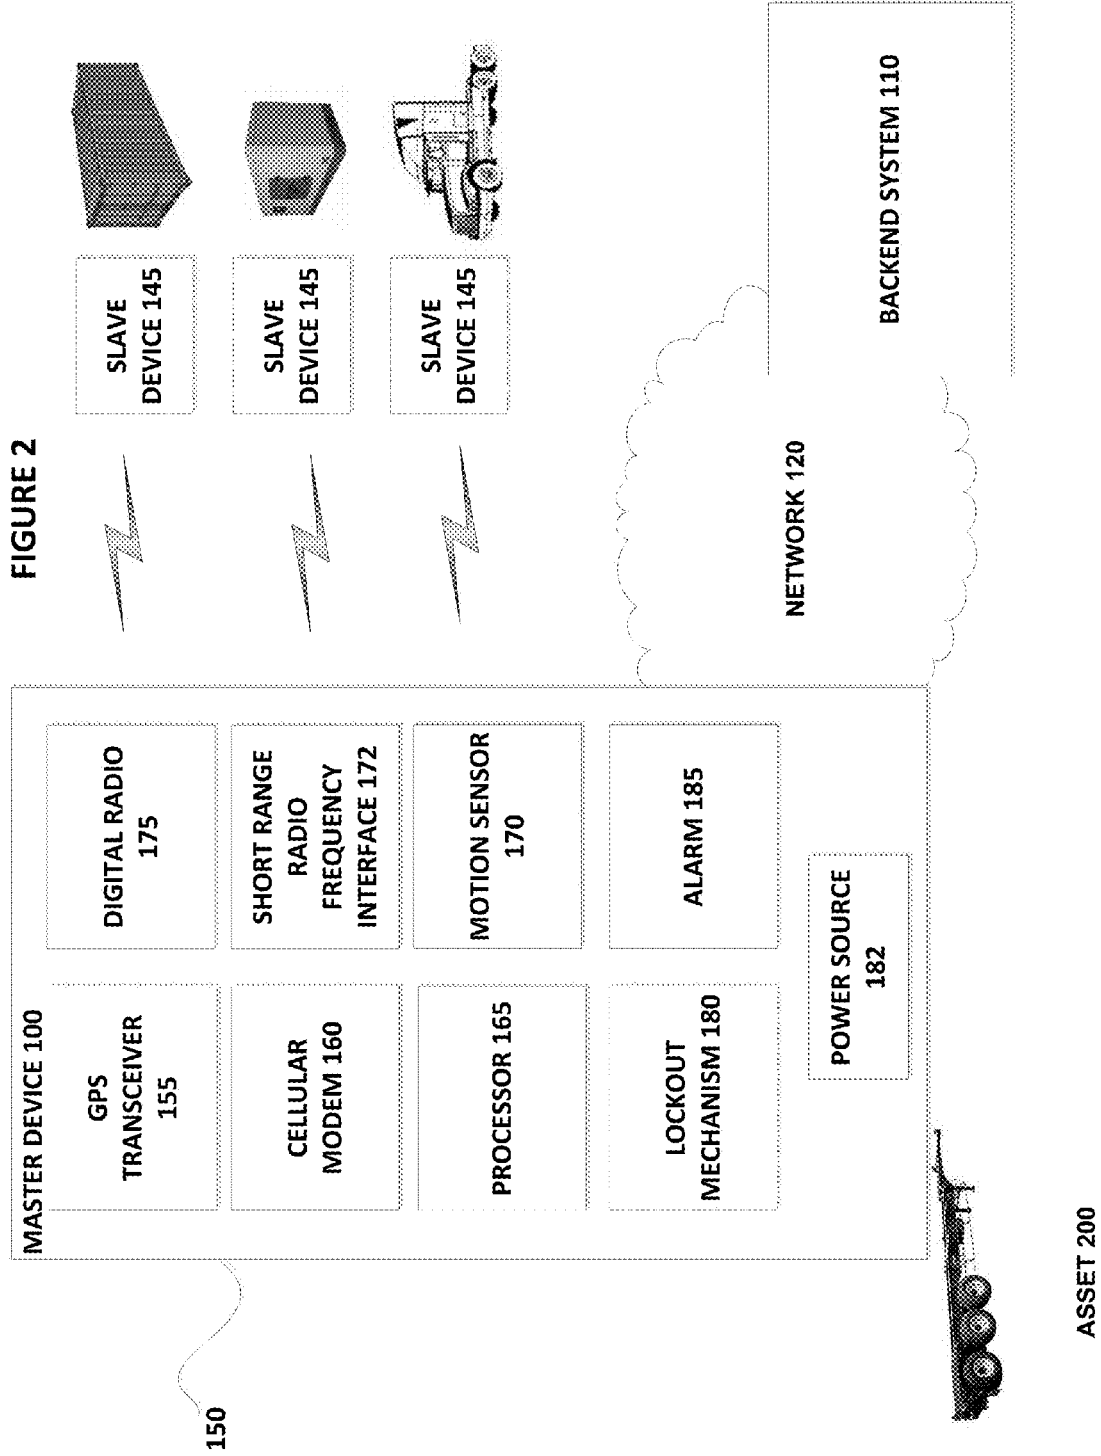 FIGURE 2
MASTER DEVICE 100
150
GPS
TRANSCEIVER
155
DIGITAL RADIO
175
SLAVE
DEVICE 145
CELLULAR
MODEM 160
SHORT RANGE
RADIO
FREQUENCY
INTERFACE 172
SLAVE
DEVICE 145
PROCESSOR 165
MOTION SENSOR
170
SLAVE
DEVICE 145
LOCKOUT
MECHANISM 180
ALARM 185
POWER SOURCE
182
NETWORK 120
BACKEND SYSTEM 110
ASSET 200